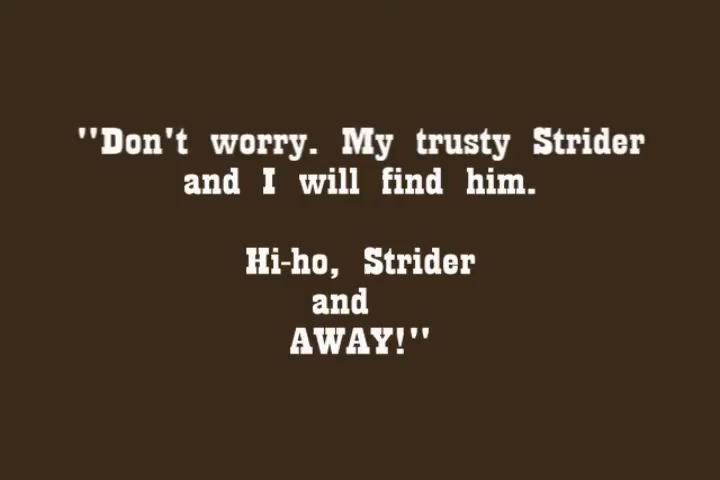 "Don't worry. My trusty Strider
and I will find him.
Hi-ho, Strider
and
AWAY!"